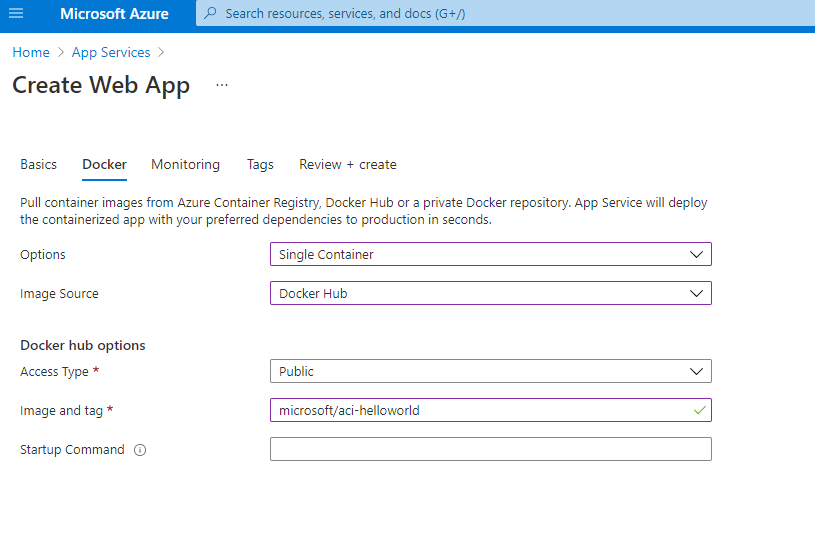 Microsoft Azure
Search resources, services, and docs (G+/)
Home > App Services >
Create Web App ...
Basics Docker Monitoring Tags Review + create
Pull container images from Azure Container Registry, Docker Hub or a private Docker repository. App Service will deploy
the containerized app with your preferred dependencies to production in seconds.
Options Single Container
Image Source Docker Hub
Docker hub options
Access Type * Public
Image and tag * microsoft/aci-helloworld
Startup Command